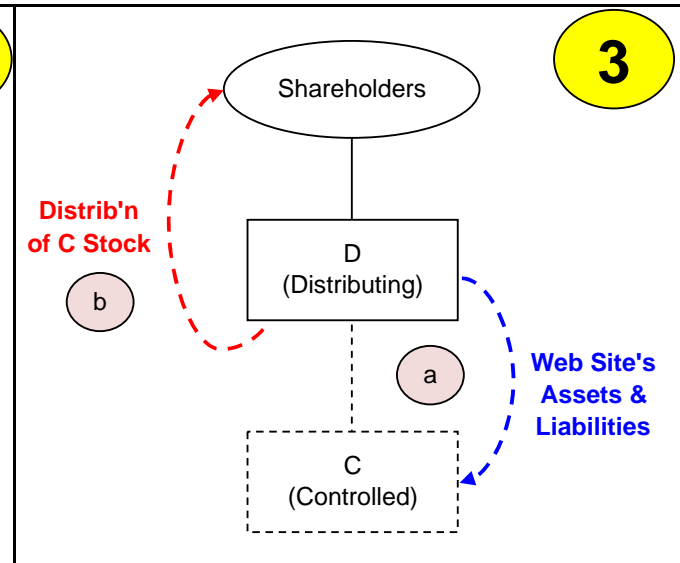 3
Shareholders
Distrib'n
of C Stock
b
D
(Distributing)
a
Web Site's
Assets &
Liabilities
C
(Controlled)